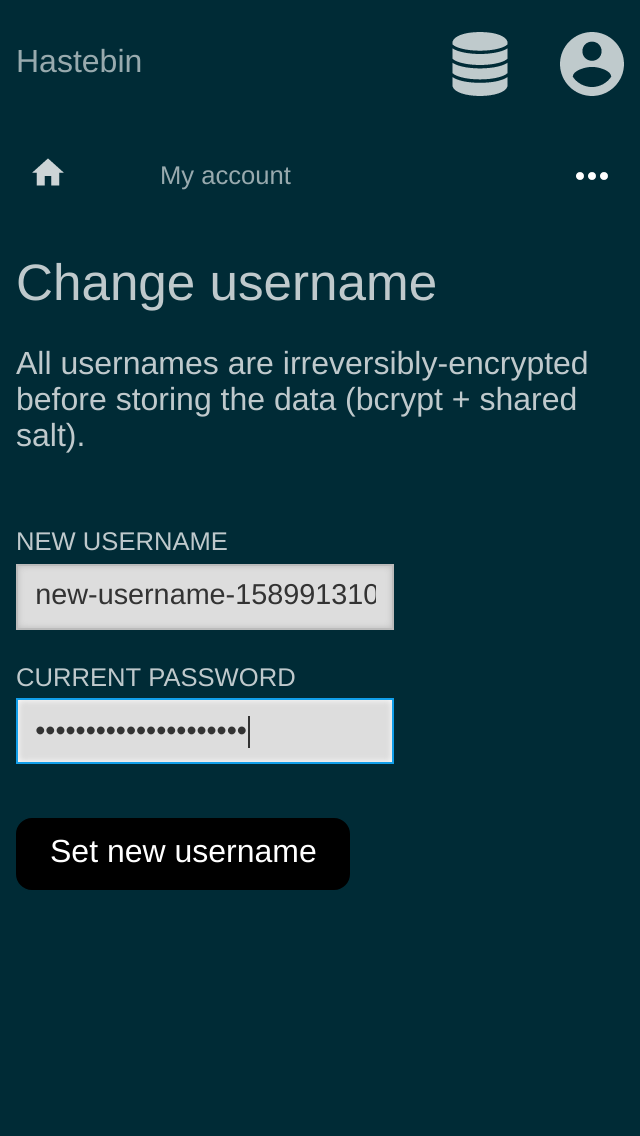 Hastebin
My account
Change username
All usernames are irreversibly-encrypted
before storing the data (bcrypt + shared
salt).
NEW USERNAME
new-username-158991310
CURRENT PASSWORD
•••••••••••••••••••••
Set new username